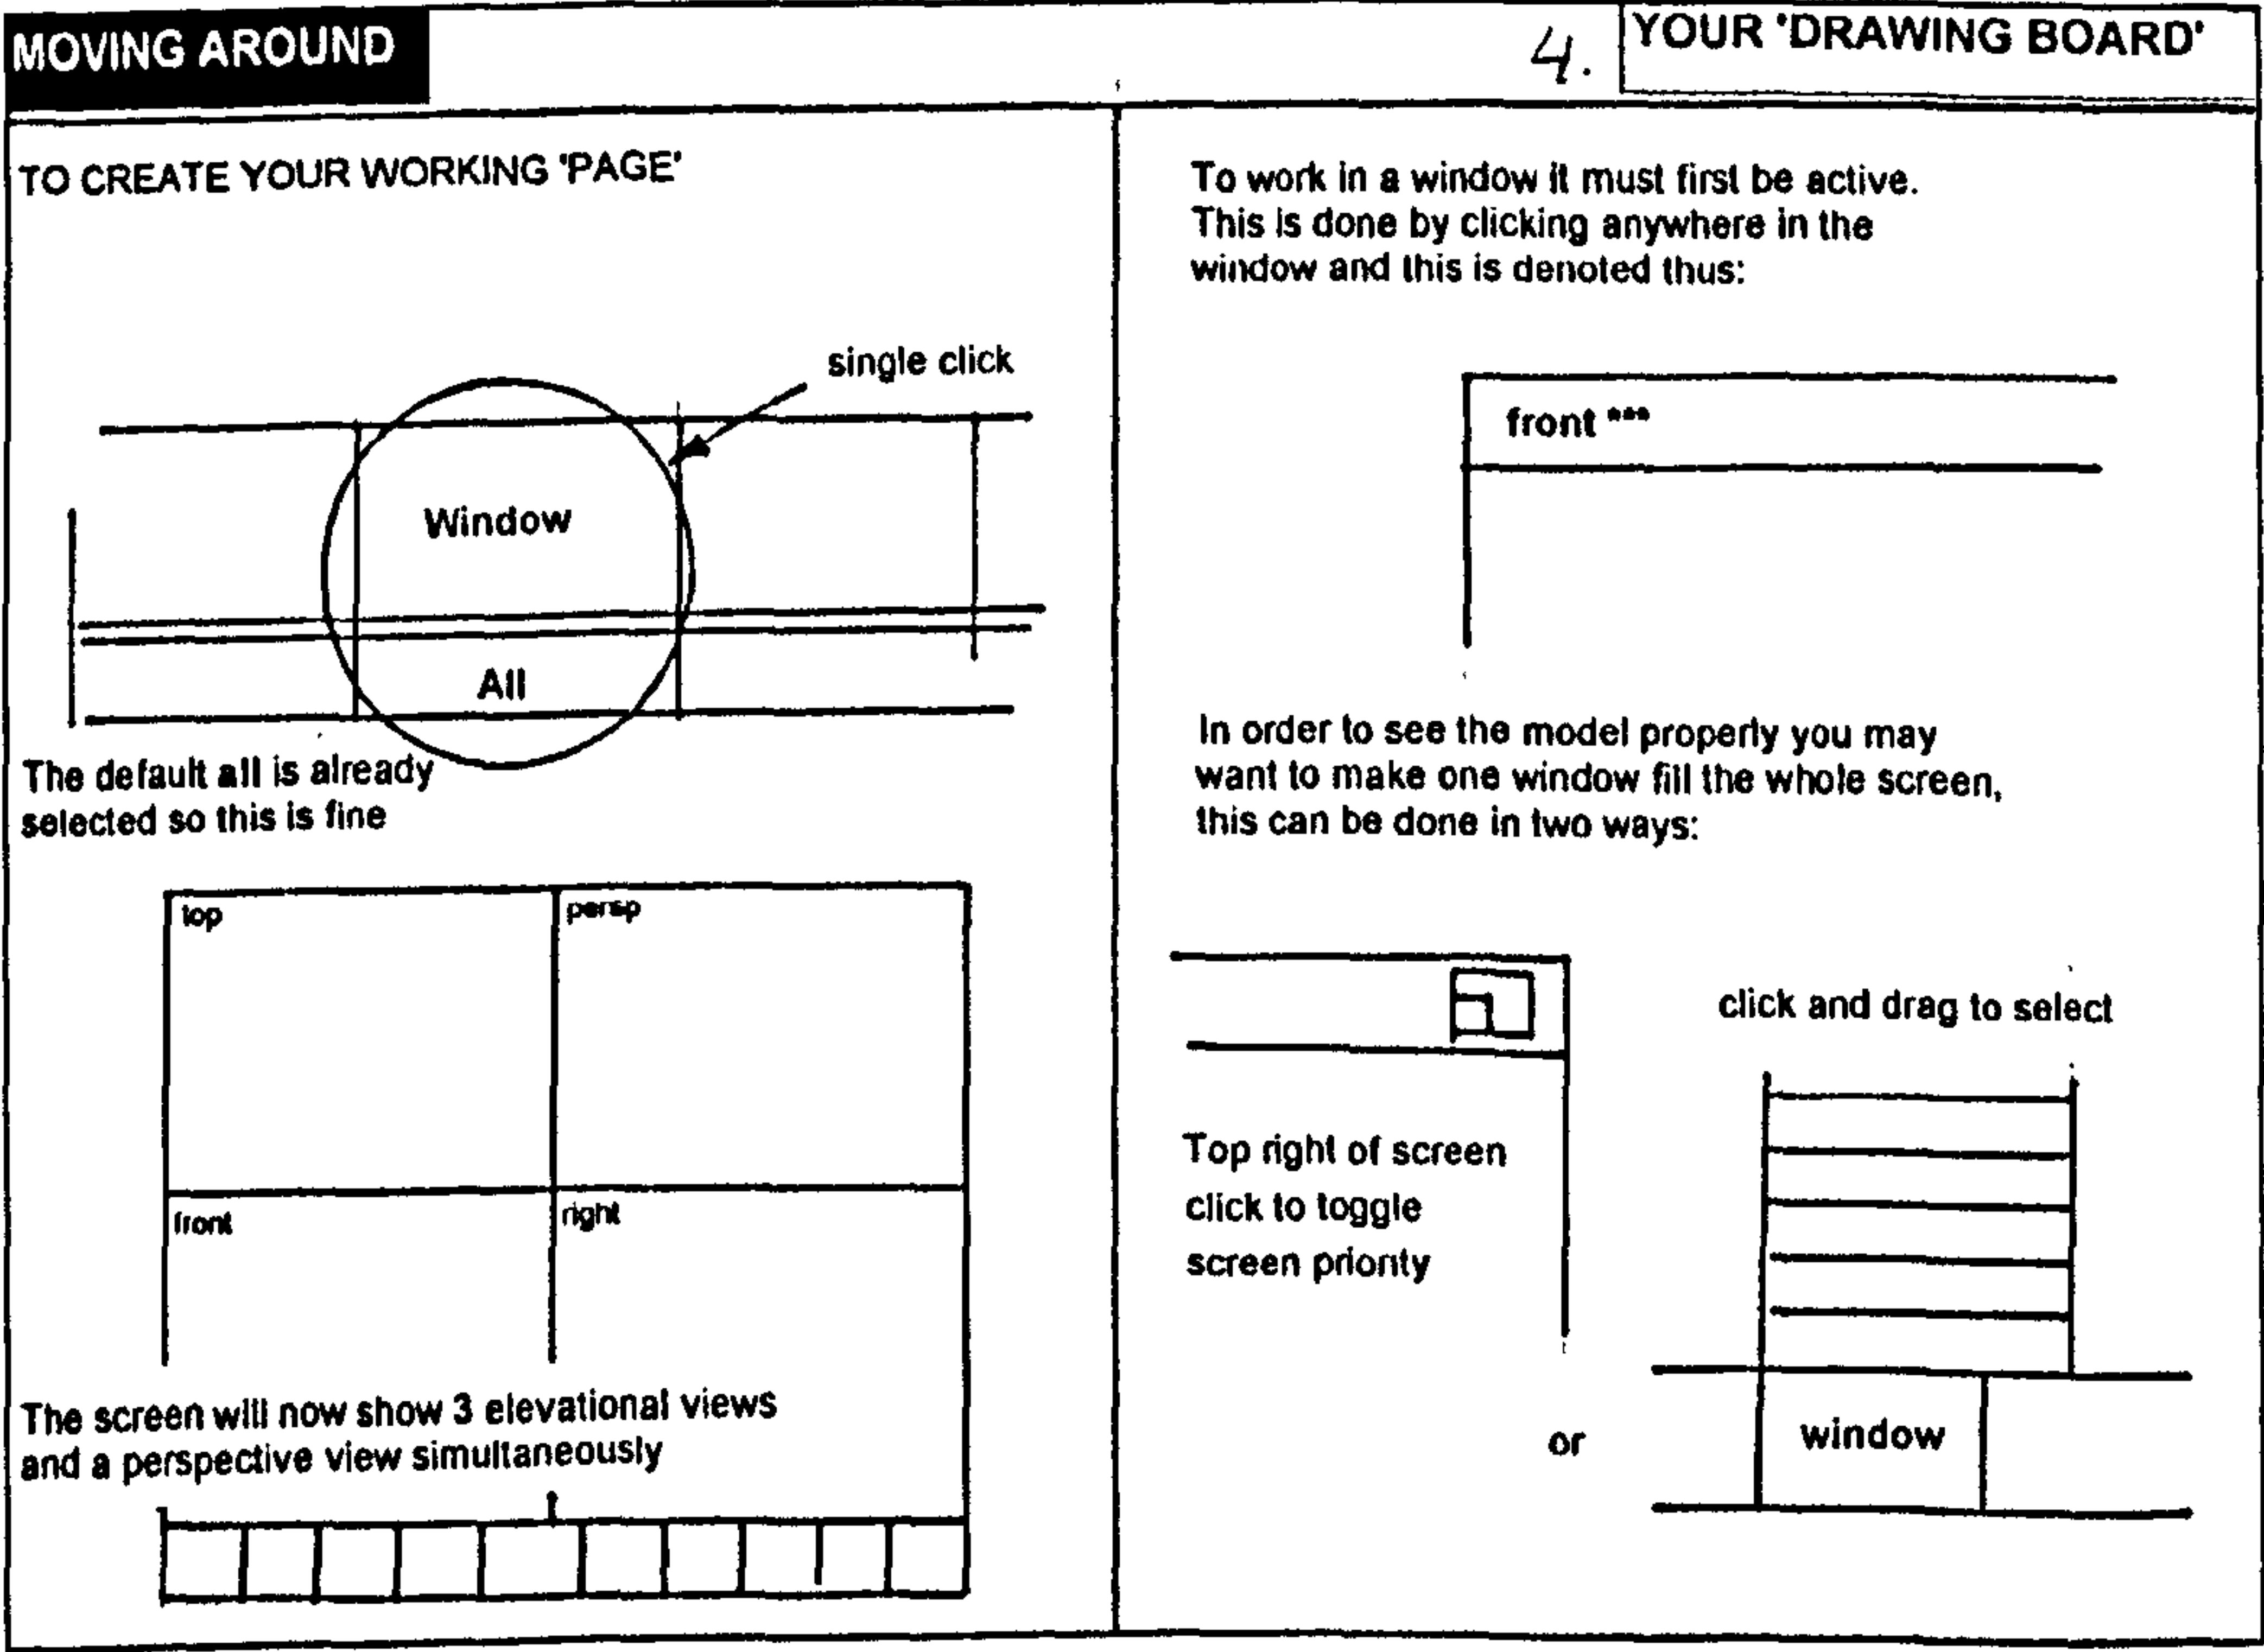 MOVING AROUND
4.
YOUR 'DRAWING BOARD'
TO CREATE YOUR WORKING 'PAGE'
single click
Window
All
The default all is already
selected so this is fine
top
persp
front
right
The screen will now show 3 elevational views
and a perspective view simultaneously
To work in a window it must first be active.
This is done by clicking anywhere in the
window and this is denoted thus:
front ***
In order to see the model properly you may
want to make one window fill the whole screen,
this can be done in two ways:
click and drag to select
Top right of screen
click to toggle
screen priority
or
window